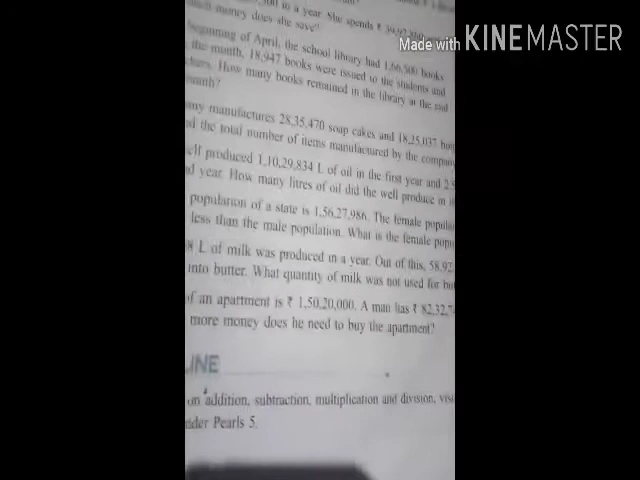 in a year. She spends ₹
money does she save?
Made with KINEMASTER
beginning of April, the school library had 1,66,500 books
the month, 18,947 books were issued to the students and
How many books remained in the library at the end
month?
any manufactures 28,35,470 soap cakes and 18,25,037
nd the total number of items manufactured by the company
ell produced 1,10,29,834 L of oil in the first year and
d year. How many litres of oil did the well produce in
population of a state is 1,56,27,986. The female popula
less than the male population. What is the female popu
8 L of milk was produced in a year. Out of this, 58,92
into butter. What quantity of milk was not used for bu
of an apartment is ₹ 1,50,20,000. A man has ₹ 82,32,7
more money does he need to buy the apartment?
INE
on addition, subtraction, multiplication and division, vis
nder Pearls 5.